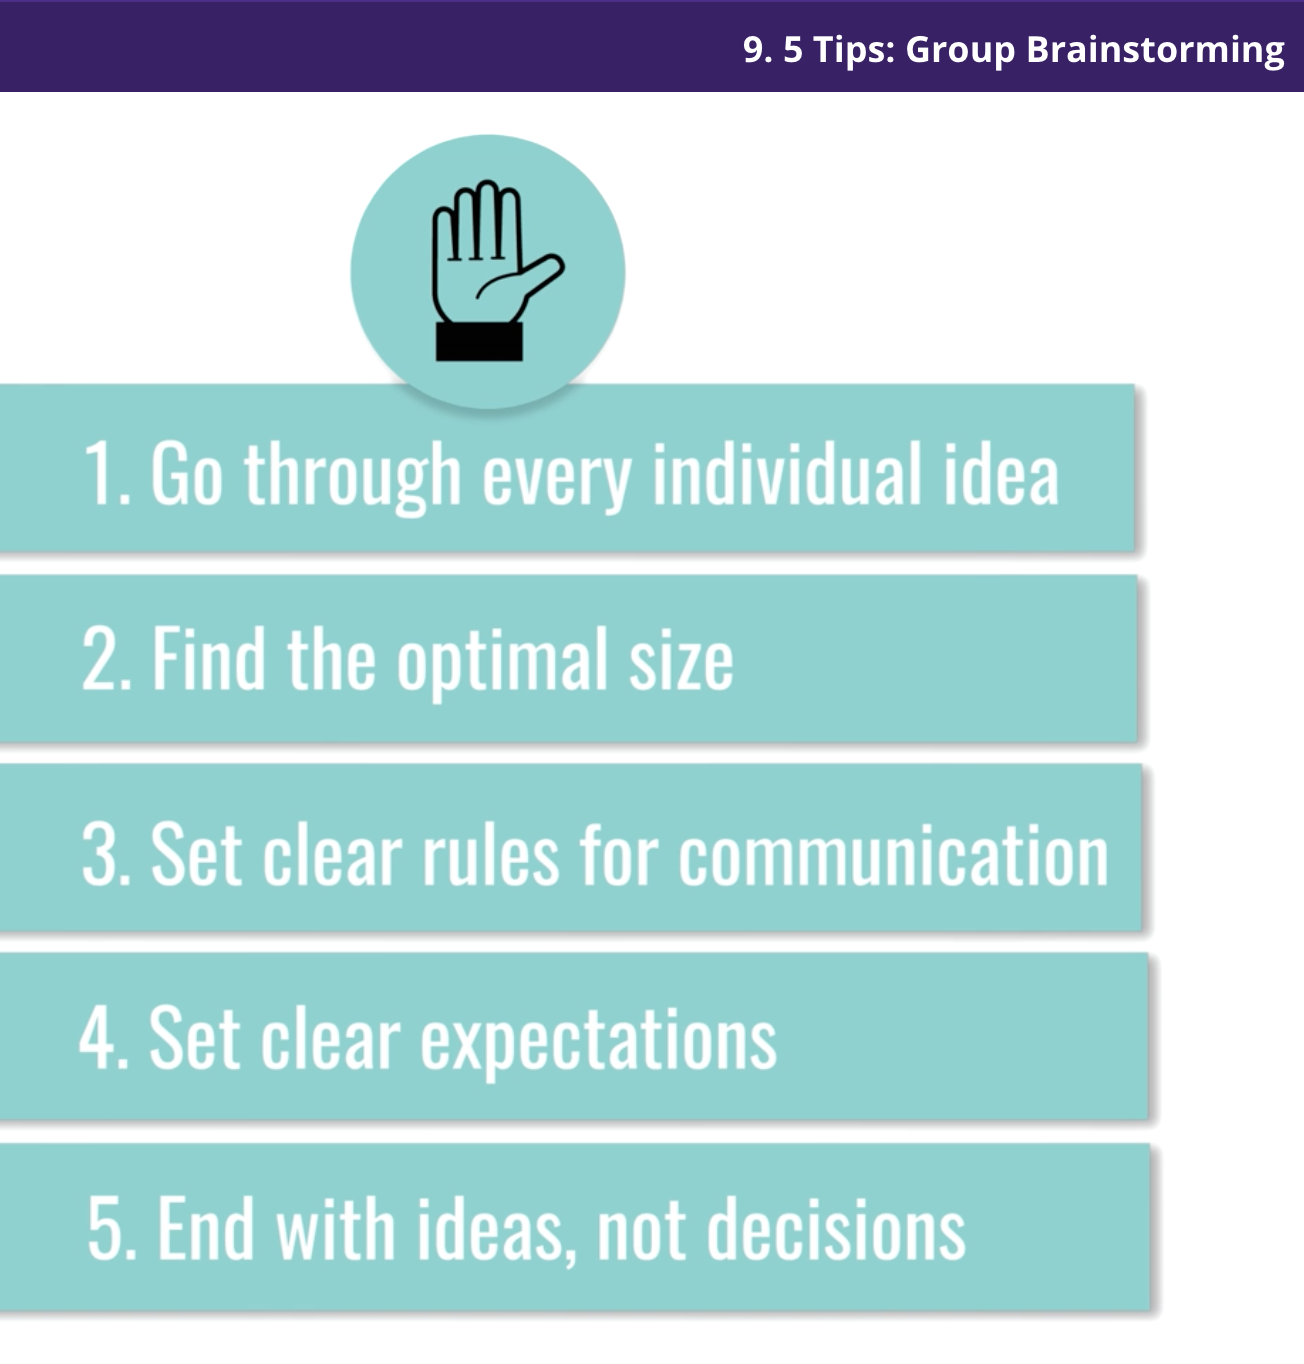 9. 5 Tips: Group Brainstorming
1. Go through every individual idea
2. Find the optimal size
3. Set clear rules for communication
4. Set clear expectations
5. End with ideas, not decisions